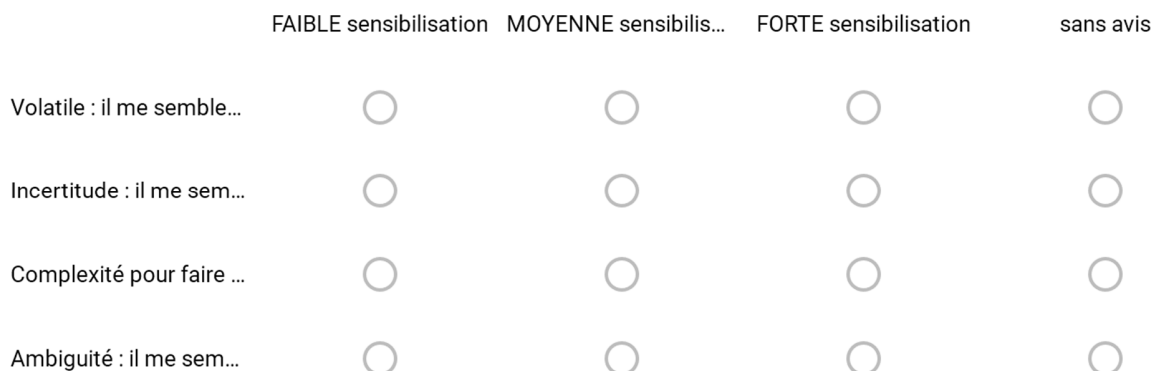 FAIBLE sensibilisation MOYENNE sensibilis... FORTE sensibilisation sans avis
Volatile : il me semble...
Incertitude : il me sem...
Complexité pour faire ...
Ambiguité : il me sem...